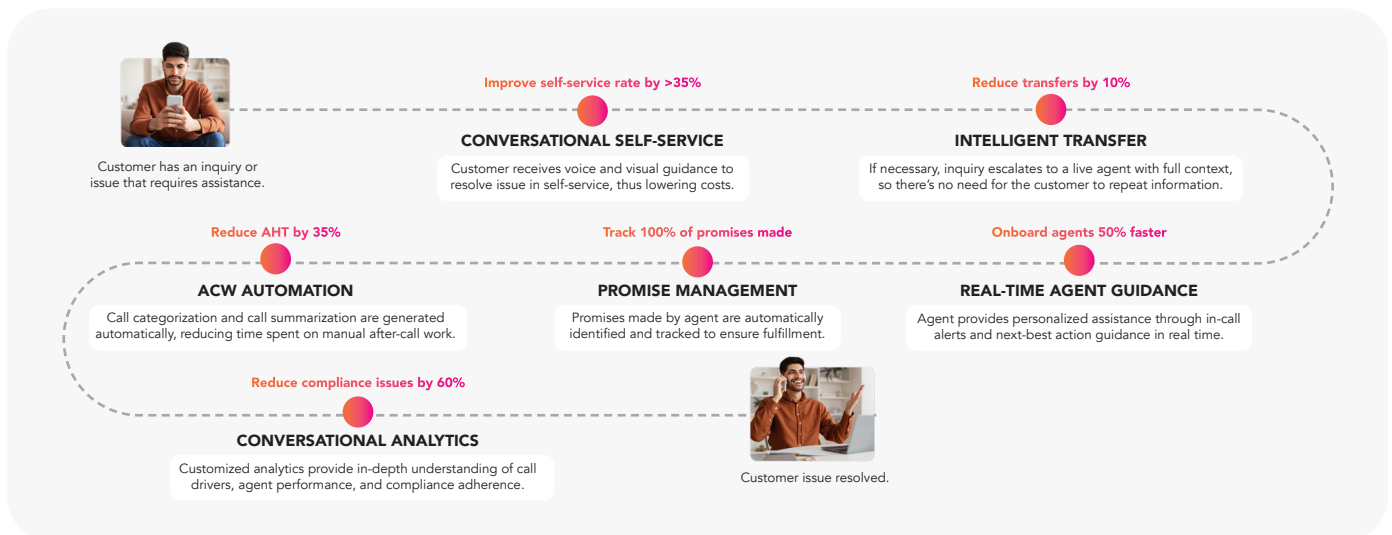 Customer has an inquiry or
issue that requires assistance.
Improve self-service rate by >35%
CONVERSATIONAL SELF-SERVICE
Customer receives voice and visual guidance to
resolve issue in self-service, thus lowering costs.
Reduce transfers by 10%
INTELLIGENT TRANSFER
If necessary, inquiry escalates to a live agent with full context,
so there's no need for the customer to repeat information.
Onboard agents 50% faster
REAL-TIME AGENT GUIDANCE
Agent provides personalized assistance through in-call
alerts and next-best action guidance in real time.
Track 100% of promises made
PROMISE MANAGEMENT
Promises made by agent are automatically
identified and tracked to ensure fulfillment.
Reduce AHT by 35%
ACW AUTOMATION
Call categorization and call summarization are generated
automatically, reducing time spent on manual after-call work.
Reduce compliance issues by 60%
CONVERSATIONAL ANALYTICS
Customized analytics provide in-depth understanding of call
drivers, agent performance, and compliance adherence.
Customer issue resolved.